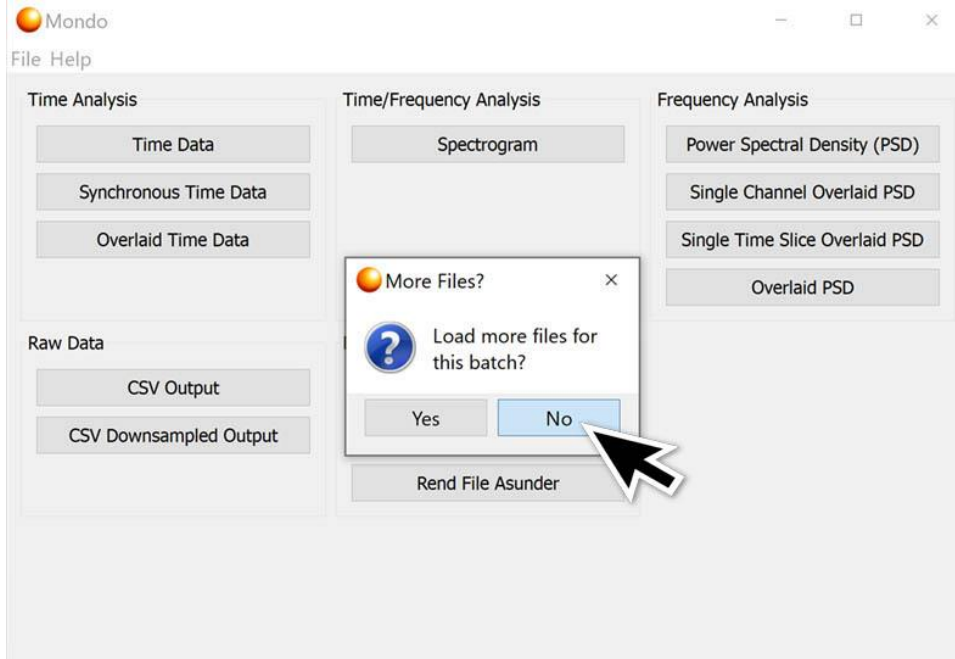 Mondo
File Help
Time Analysis
Time Data
Synchronous Time Data
Overlaid Time Data
Time/Frequency Analysis
Spectrogram
Frequency Analysis
Power Spectral Density (PSD)
Single Channel Overlaid PSD
Single Time Slice Overlaid PSD
Overlaid PSD
More Files?
Load more files for
this batch?
Yes
No
Raw Data
CSV Output
CSV Downsampled Output
Rend File Asunder